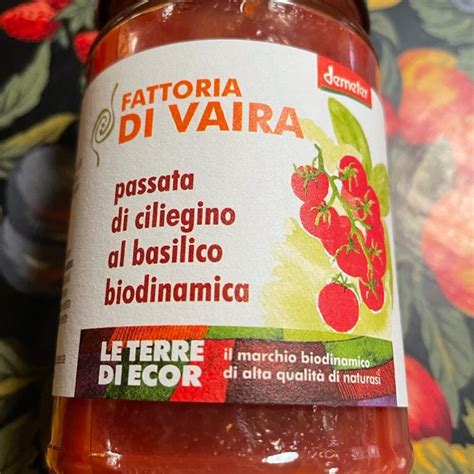 demeter
FATTORIA
DI VAIRA
passata
di ciliegino
al basilico
biodinamica
LE TERRE
DI ECOR
il marchio biodinamico
di alta qualità di naturasì